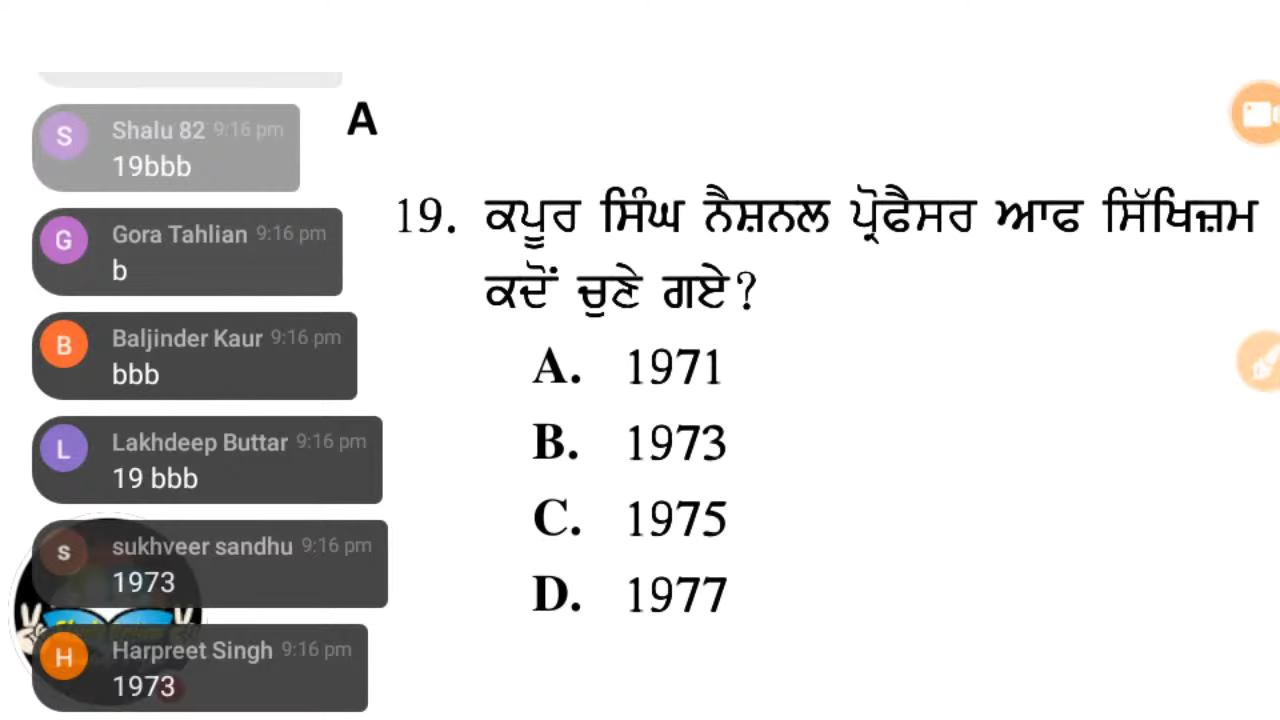 S Shalu 82 9:16 pm
19bbb
G Gora Tahlian 9:16 pm
b
B Baljinder Kaur 9:16 pm
bbb
L Lakhdeep Buttar 9:16 pm
19 bbb
s sukhveer sandhu 9:16 pm
1973
H Harpreet Singh 9:16 pm
1973
A
19. ਕਪੂਰ ਸਿੰਘ ਨੈਸ਼ਨਲ ਪ੍ਰੋਫੈਸਰ ਆਫ ਸਿੱਖਿਜ਼ਮ
ਕਦੋਂ ਚੁਣੇ ਗਏ?
A. 1971
B. 1973
C. 1975
D. 1977